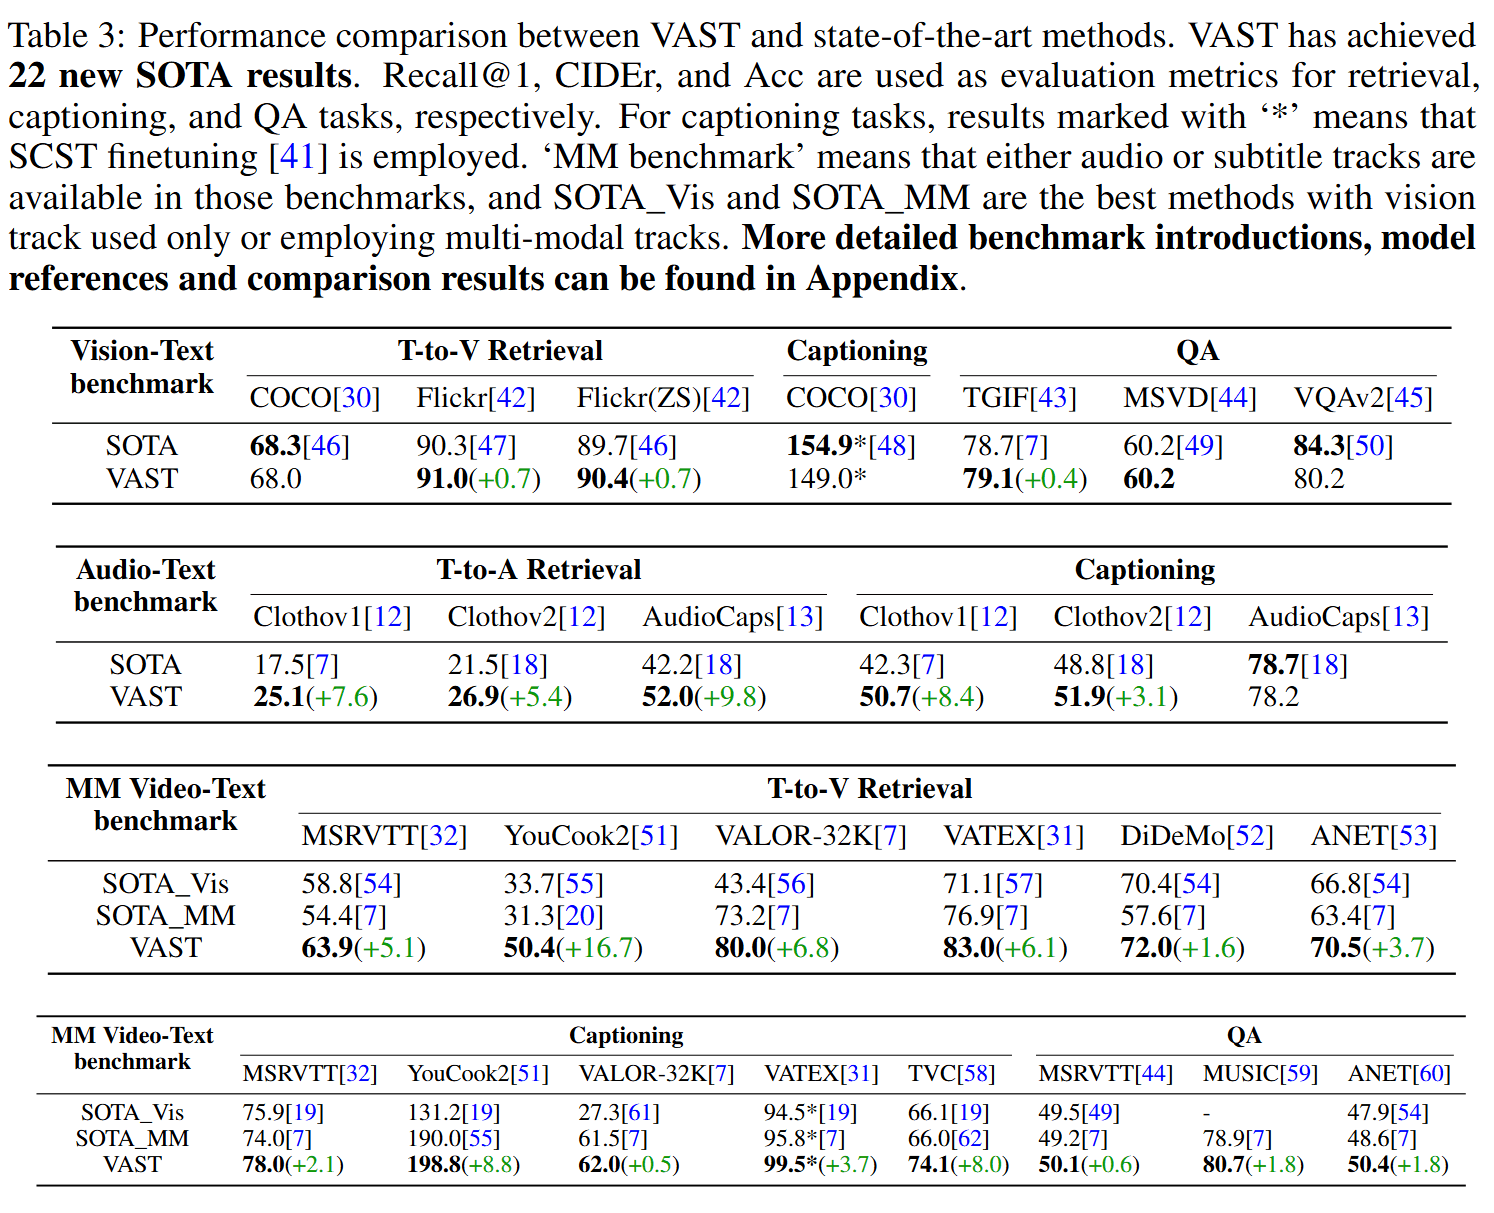 Table 3: Performance comparison between VAST and state-of-the-art methods. VAST has achieved
22 new SOTA results. Recall@1, CIDEr, and Acc are used as evaluation metrics for retrieval,
captioning, and QA tasks, respectively. For captioning tasks, results marked with ‘*’ means that
SCST finetuning [41] is employed. ‘MM benchmark’ means that either audio or subtitle tracks are
available in those benchmarks, and SOTA_Vis and SOTA_MM are the best methods with vision
track used only or employing multi-modal tracks. More detailed benchmark introductions, model
references and comparison results can be found in Appendix.
Vision-Text benchmark T-to-V Retrieval Captioning QA
COCO[30] Flickr[42] Flickr(ZS)[42] COCO[30] TGIF[43] MSVD[44] VQAv2[45]
SOTA 68.3[46] 90.3[47] 89.7[46] 154.9*[48] 78.7[7] 60.2[49] 84.3[50]
VAST 68.0 91.0(+0.7) 90.4(+0.7) 149.0* 79.1(+0.4) 60.2 80.2
Audio-Text benchmark T-to-A Retrieval Captioning
Clothov1[12] Clothov2[12] AudioCaps[13] Clothov1[12] Clothov2[12] AudioCaps[13]
SOTA 17.5[7] 21.5[18] 42.2[18] 42.3[7] 48.8[18] 78.7[18]
VAST 25.1(+7.6) 26.9(+5.4) 52.0(+9.8) 50.7(+8.4) 51.9(+3.1) 78.2
MM Video-Text benchmark T-to-V Retrieval
MSRVTT[32] YouCook2[51] VALOR-32K[7] VATEX[31] DiDeMo[52] ANET[53]
SOTA_Vis 58.8[54] 33.7[55] 43.4[56] 71.1[57] 70.4[54] 66.8[54]
SOTA_MM 54.4[7] 31.3[20] 73.2[7] 76.9[7] 57.6[7] 63.4[7]
VAST 63.9(+5.1) 50.4(+16.7) 80.0(+6.8) 83.0(+6.1) 72.0(+1.6) 70.5(+3.7)
MM Video-Text benchmark Captioning QA
MSRVTT[32] YouCook2[51] VALOR-32K[7] VATEX[31] TVC[58] MSRVTT[44] MUSIC[59] ANET[60]
SOTA_Vis 75.9[19] 131.2[19] 27.3[61] 94.5*[19] 66.1[19] 49.5[49] - 47.9[54]
SOTA_MM 74.0[7] 190.0[55] 61.5[7] 95.8*[7] 66.0[62] 49.2[7] 78.9[7] 48.6[7]
VAST 78.0(+2.1) 198.8(+8.8) 62.0(+0.5) 99.5*(+3.7) 74.1(+8.0) 50.1(+0.6) 80.7(+1.8) 50.4(+1.8)